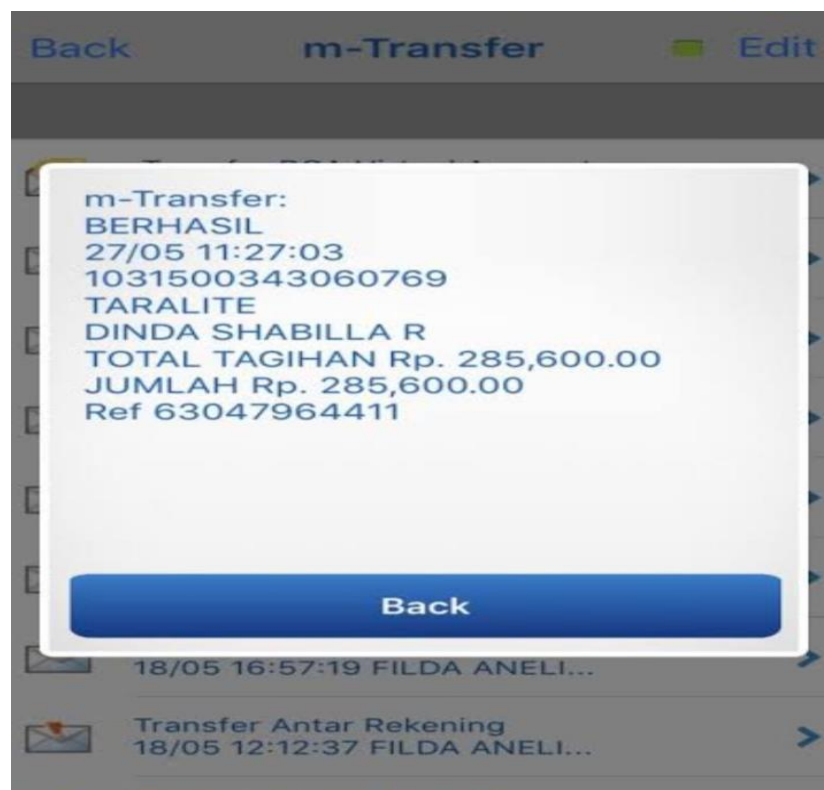 Back m-Transfer Edit
m-Transfer:
BERHASIL
27/05 11:27:03
1031500343060769
TARALITE
DINDA SHABILLA R
TOTAL TAGIHAN Rp. 285,600.00
JUMLAH Rp. 285,600.00
Ref 63047964411
Back
18/05 16:57:19 FILDA ANELI...
Transfer Antar Rekening
18/05 12:12:37 FILDA ANELI...